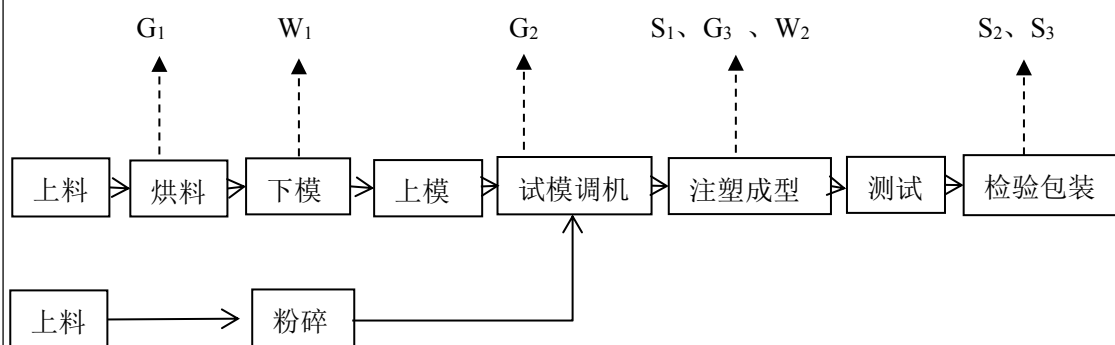 G₁ W₁ G₂ S₁、G₃ 、W₂ S₂、S₃
上料 烘料 下模 上模 试模调机 注塑成型 测试 检验包装
上料 粉碎